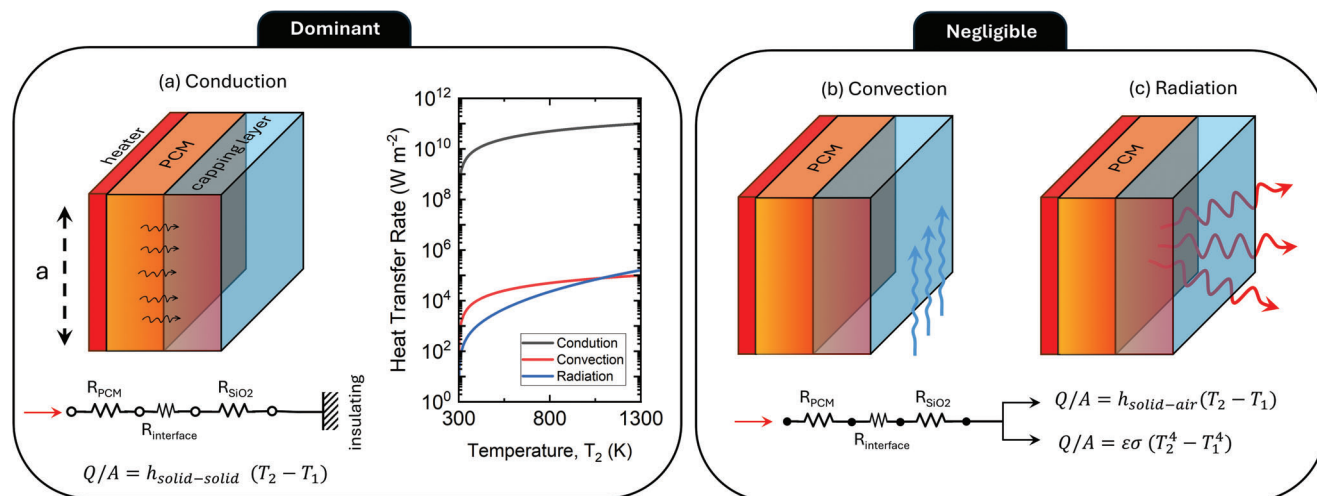 Dominant
(a) Conduction
heater
PCM
capping layer
a
R_PCM
R_interface
R_SiO2
insulating
Q/A = h_solid−solid (T_2 − T_1)
Heat Transfer Rate (W m^-2)
10^12
10^10
10^8
10^6
10^4
10^2
10^0
Condution
Convection
Radiation
300
800
1300
Temperature, T_2 (K)
Negligible
(b) Convection
PCM
(c) Radiation
PCM
R_PCM
R_interface
R_SiO2
Q/A = h_solid−air(T_2 − T_1)
Q/A = εσ (T_2^4 − T_1^4)